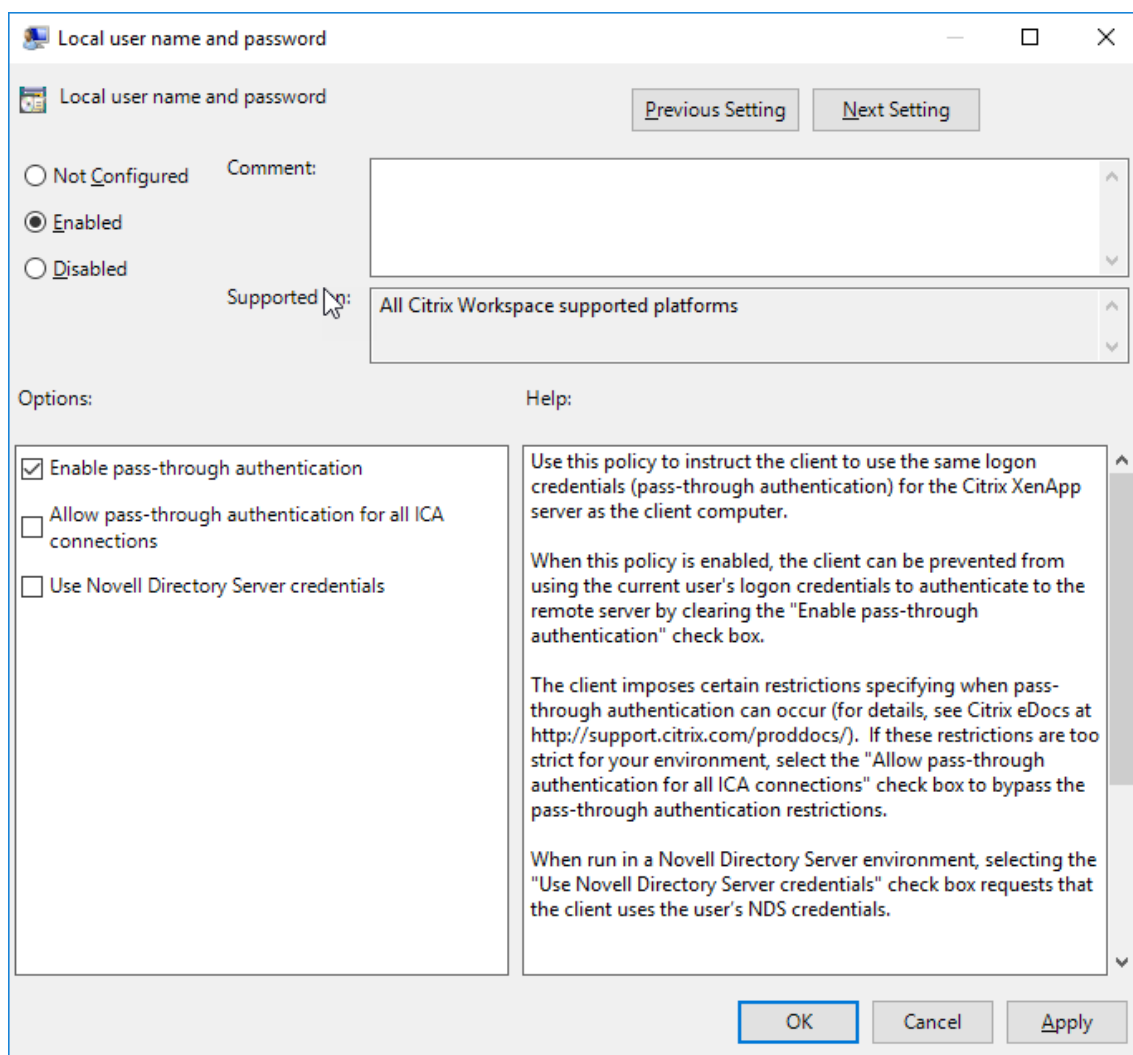 Local user name and password
Local user name and password
Previous Setting
Next Setting
Not Configured
Comment:
Enabled
Disabled
Supported on:
All Citrix Workspace supported platforms
Options:
Help:
Enable pass-through authentication
Allow pass-through authentication for all ICA
connections
Use Novell Directory Server credentials
Use this policy to instruct the client to use the same logon
credentials (pass-through authentication) for the Citrix XenApp
server as the client computer.
When this policy is enabled, the client can be prevented from
using the current user's logon credentials to authenticate to the
remote server by clearing the "Enable pass-through
authentication" check box.
The client imposes certain restrictions specifying when pass-
through authentication can occur (for details, see Citrix eDocs at
http://support.citrix.com/proddocs/).  If these restrictions are too
strict for your environment, select the "Allow pass-through
authentication for all ICA connections" check box to bypass the
pass-through authentication restrictions.
When run in a Novell Directory Server environment, selecting the
"Use Novell Directory Server credentials" check box requests that
the client uses the user's NDS credentials.
OK
Cancel
Apply